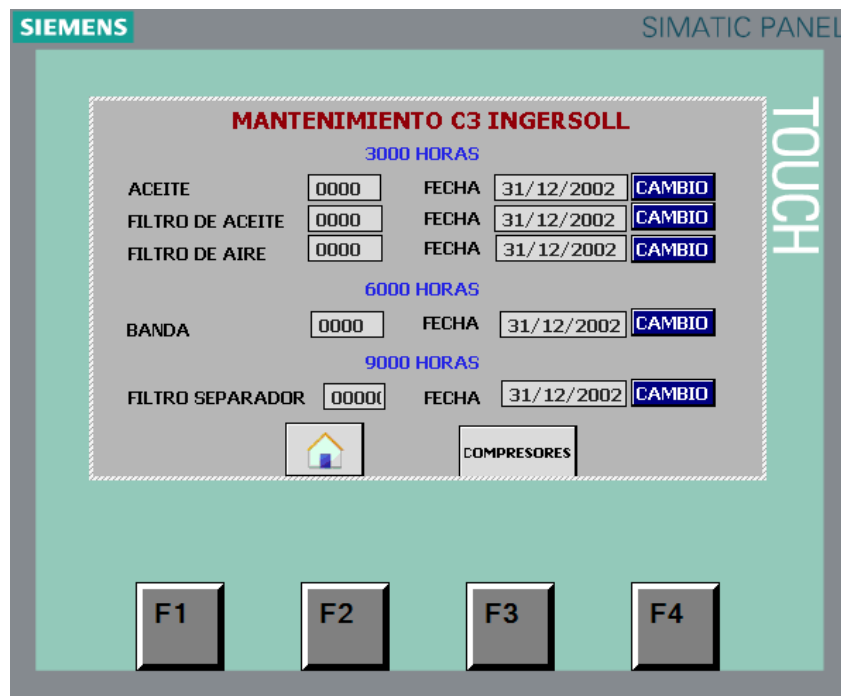 SIEMENS
SIMATIC PANEL
TOUCH
MANTENIMIENTO C3 INGERSOLL
3000 HORAS
ACEITE 0000 FECHA 31/12/2002 CAMBIO
FILTRO DE ACEITE 0000 FECHA 31/12/2002 CAMBIO
FILTRO DE AIRE 0000 FECHA 31/12/2002 CAMBIO
6000 HORAS
BANDA 0000 FECHA 31/12/2002 CAMBIO
9000 HORAS
FILTRO SEPARADOR 0000 FECHA 31/12/2002 CAMBIO
COMPRESORES
F1 F2 F3 F4